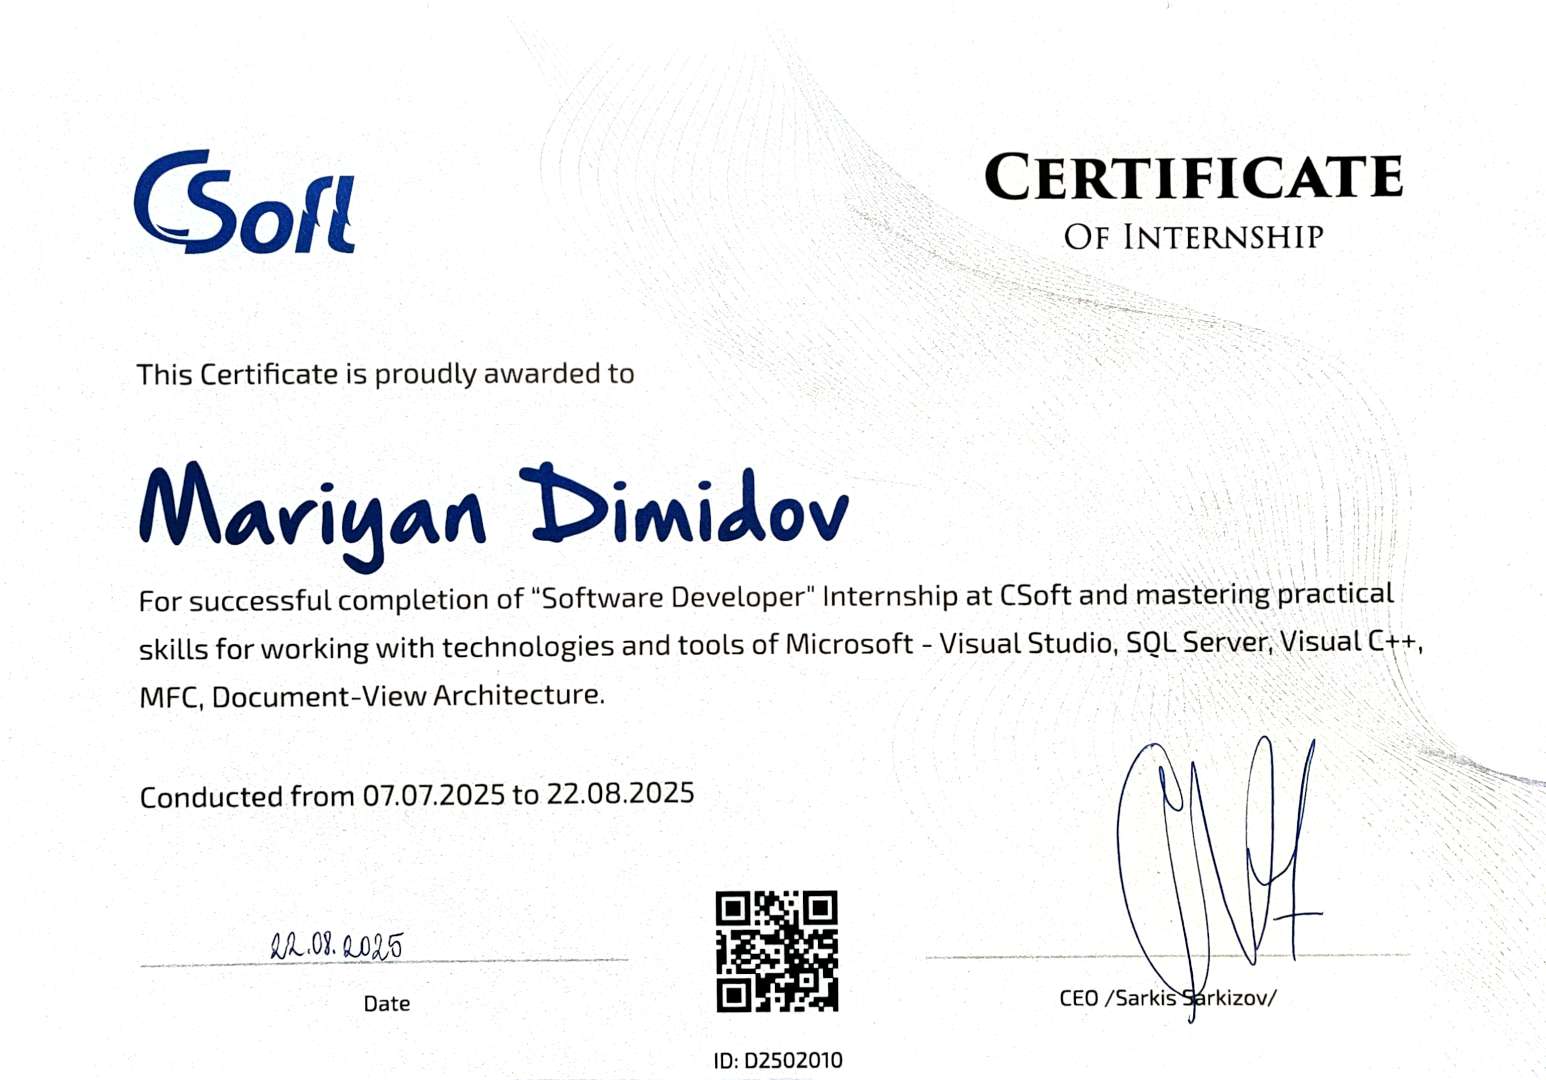 CSoft
CERTIFICATE
OF INTERNSHIP
This Certificate is proudly awarded to
Mariyan Dimidov
For successful completion of “Software Developer" Internship at CSoft and mastering practical
skills for working with technologies and tools of Microsoft - Visual Studio, SQL Server, Visual C++,
MFC, Document-View Architecture.
Conducted from 07.07.2025 to 22.08.2025
22.08.2025
Date
CEO /Sarkis Sarkizov/
ID: D2502010